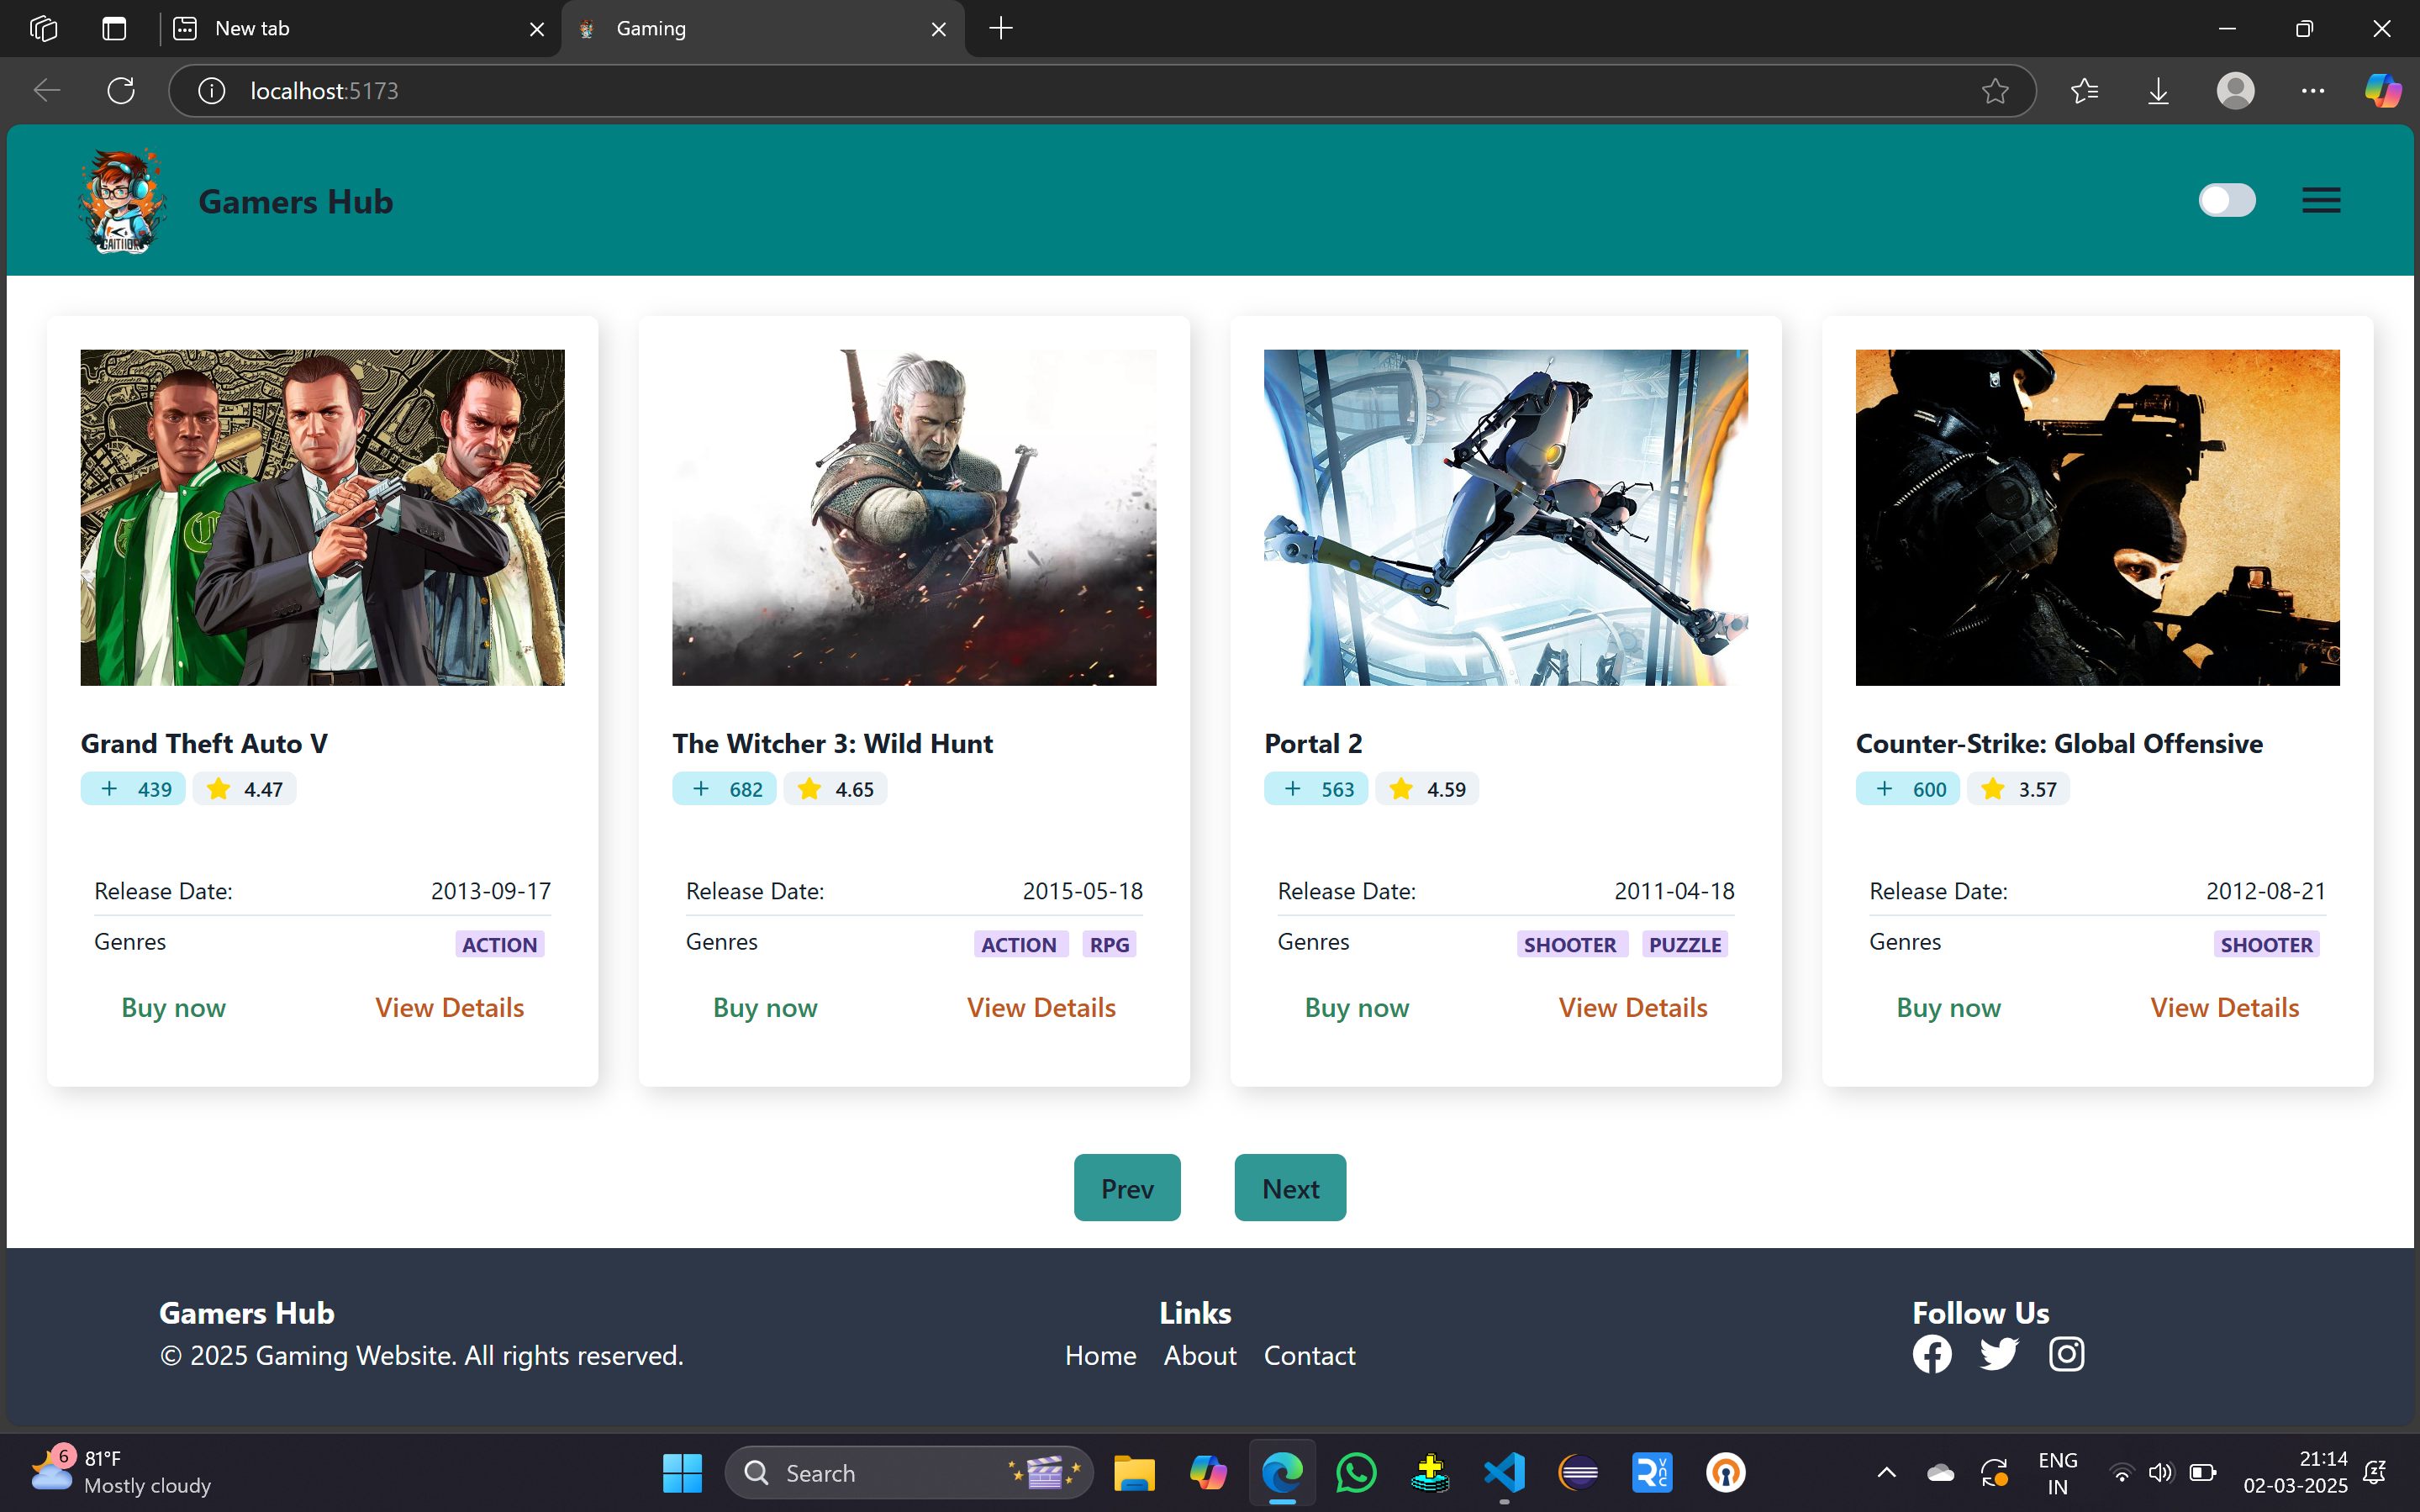 New tab
Gaming
localhost:5173
Gamers Hub
Grand Theft Auto V
439 4.47
Release Date: 2013-09-17
Genres ACTION
Buy now View Details
The Witcher 3: Wild Hunt
682 4.65
Release Date: 2015-05-18
Genres ACTION RPG
Buy now View Details
Portal 2
563 4.59
Release Date: 2011-04-18
Genres SHOOTER PUZZLE
Buy now View Details
Counter-Strike: Global Offensive
600 3.57
Release Date: 2012-08-21
Genres SHOOTER
Buy now View Details
Prev Next
Gamers Hub
© 2025 Gaming Website. All rights reserved.
Links
Home About Contact
Follow Us
6
81°F
Mostly cloudy
Search
ENG
IN
21:14
02-03-2025